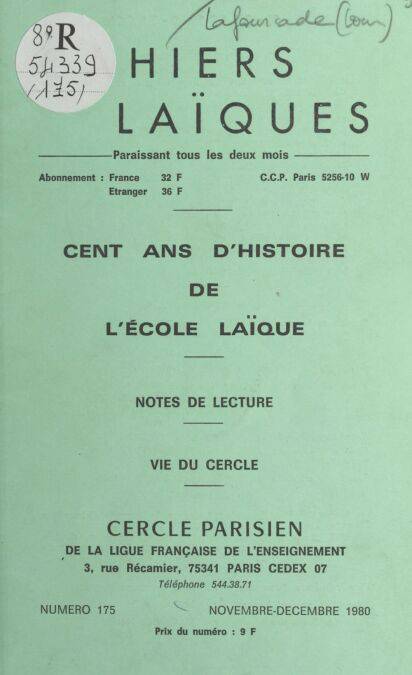 8º R
54339
(175)
HIERS
LAÏQUES
Paraissant tous les deux mois
Abonnement : France 32 F C.C.P. Paris 5256-10 W
Etranger 36 F
CENT ANS D'HISTOIRE
DE
L'ÉCOLE LAÏQUE
NOTES DE LECTURE
VIE DU CERCLE
CERCLE PARISIEN
DE LA LIGUE FRANÇAISE DE L'ENSEIGNEMENT
3, rue Récamier, 75341 PARIS CEDEX 07
Téléphone 544.38.71
NUMERO 175 NOVEMBRE-DECEMBRE 1980
Prix du numéro : 9 F